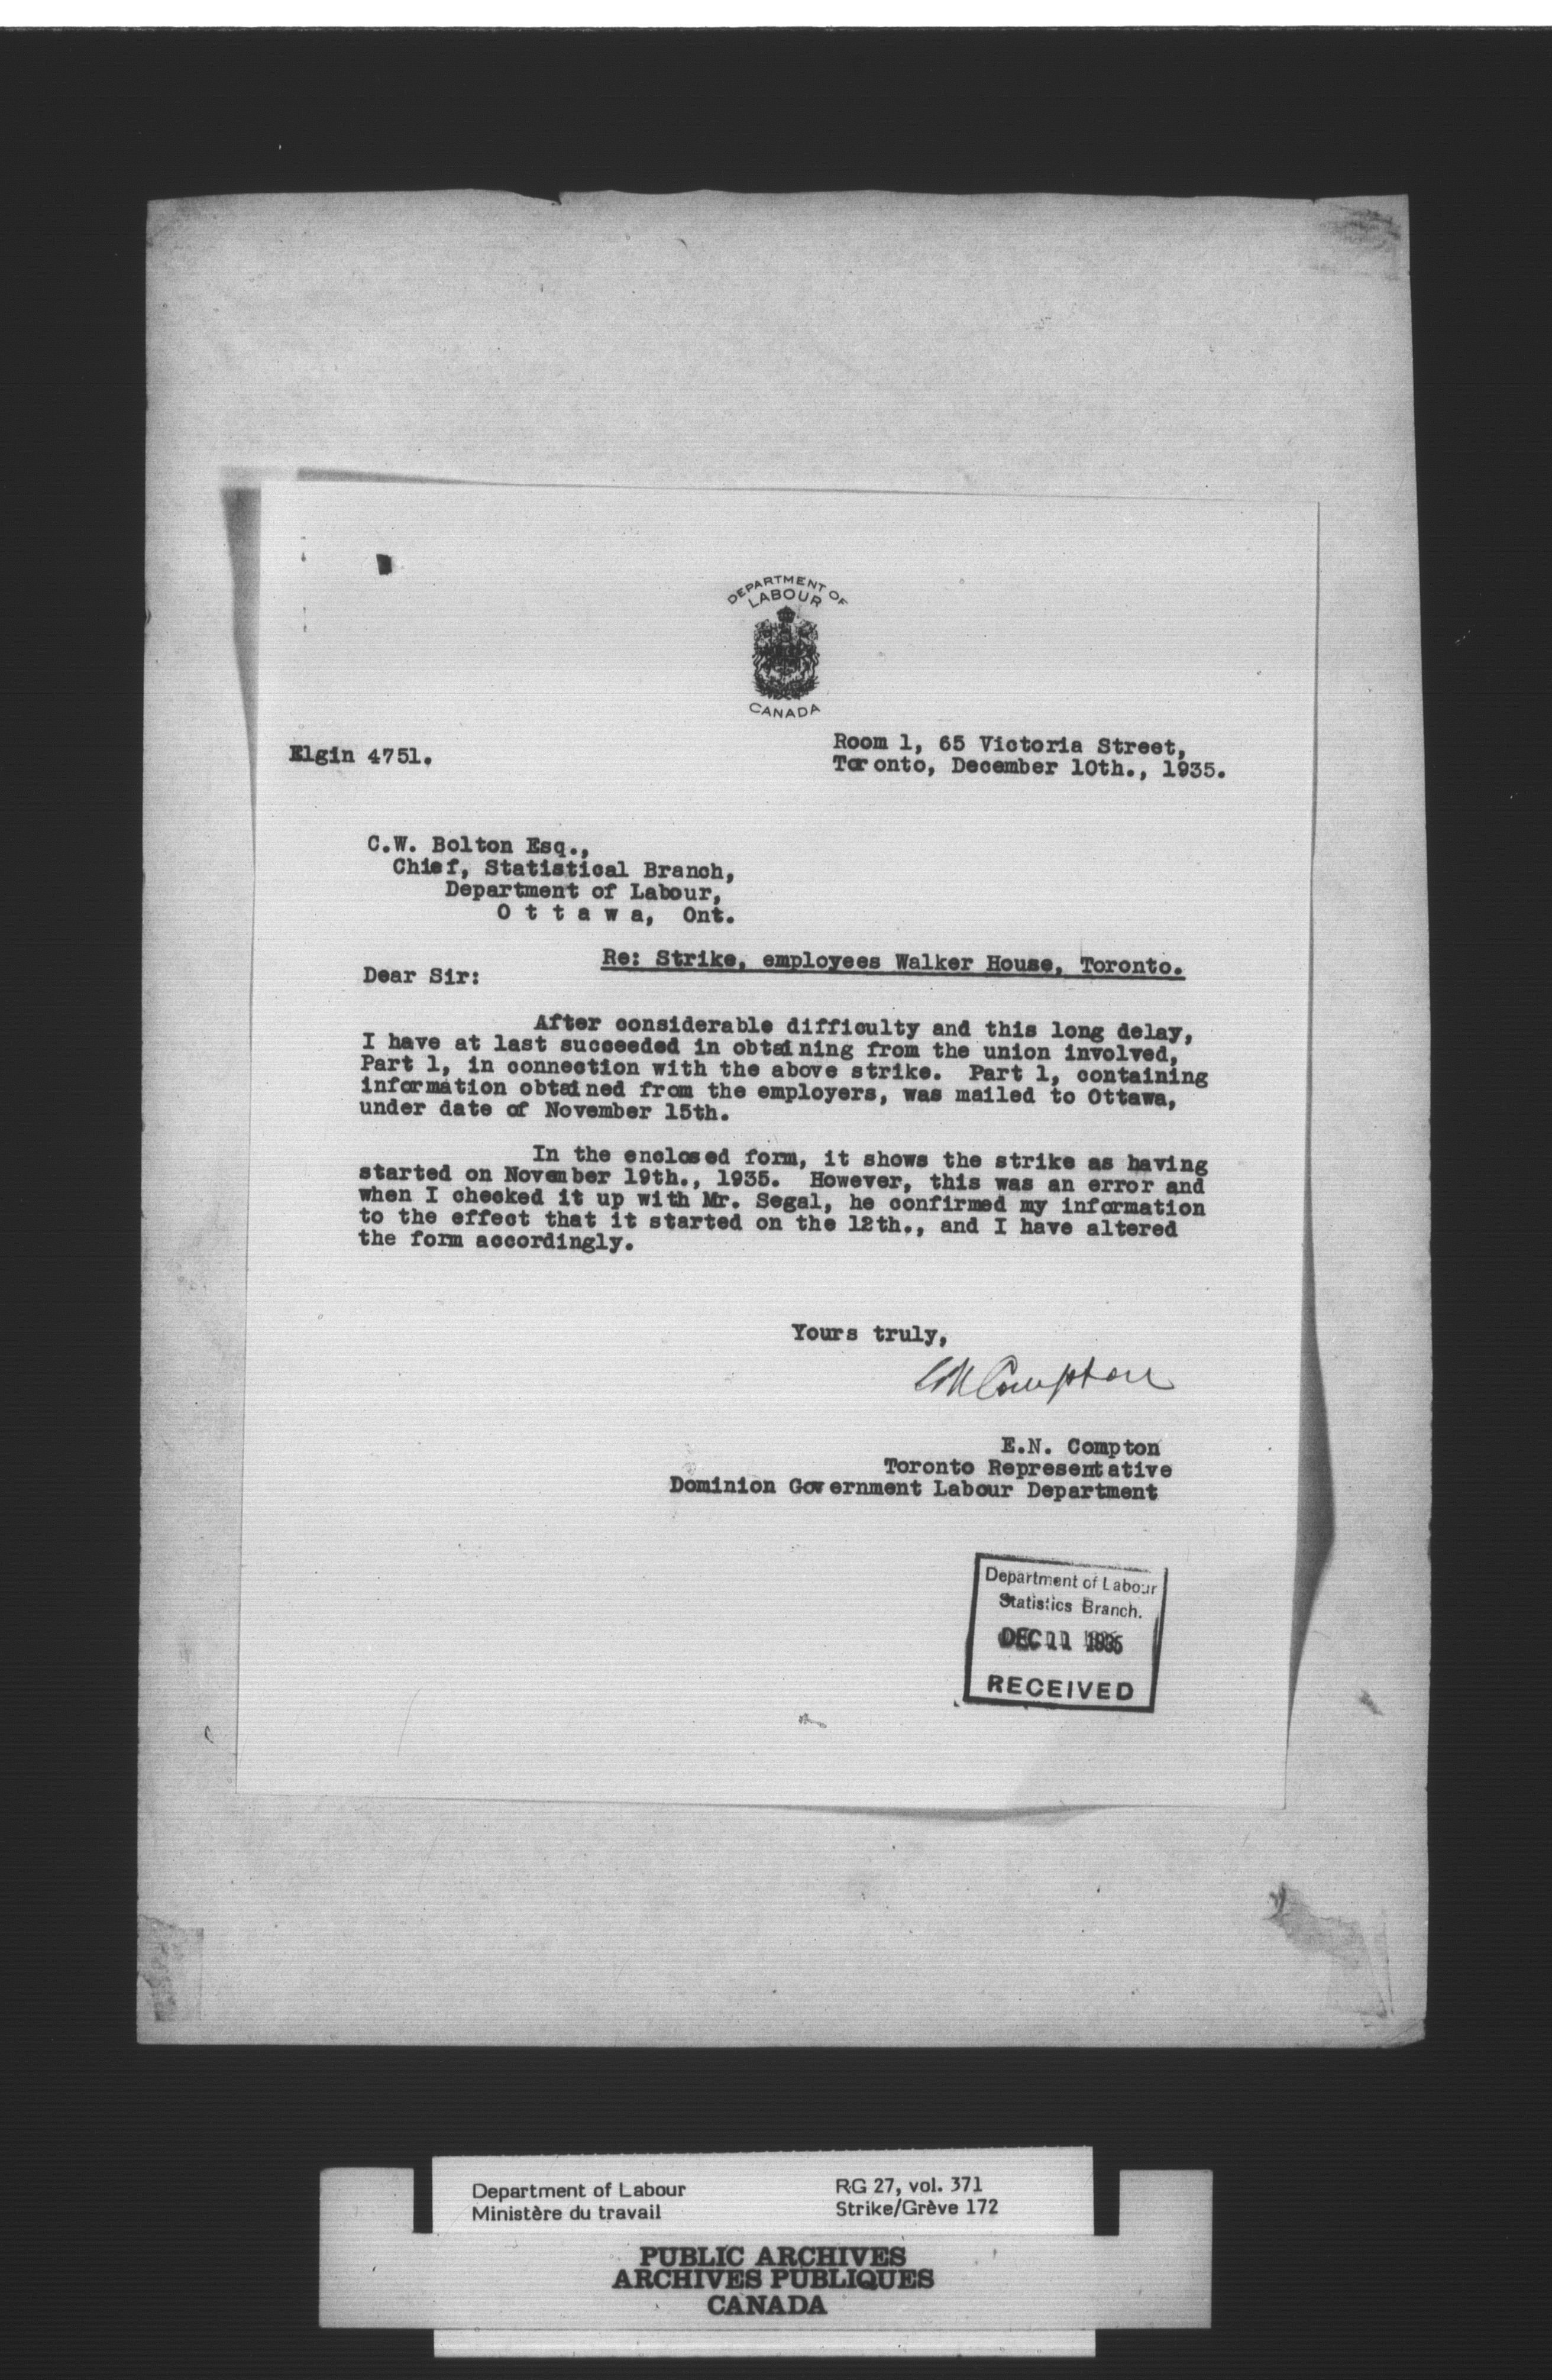 DEPARTMENT OF
LABOUR
CANADA
Elgin 4751.
Room 1, 65 Victoria Street,
Toronto, December 10th., 1935.
C.W. Bolton Esq.,
Chief, Statistical Branch,
Department of Labour,
O t t a w a, Ont.
Re: Strike, employees Walker House, Toronto.
Dear Sir:
After considerable difficulty and this long delay,
I have at last succeeded in obtaining from the union involved,
Part 1, in connection with the above strike. Part 1, containing
information obtained from the employers, was mailed to Ottawa,
under date of November 15th.
In the enclosed form, it shows the strike as having
started on November 19th., 1935. However, this was an error and
when I checked it up with Mr. Segal, he confirmed my information
to the effect that it started on the 12th., and I have altered
the form accordingly.
Yours truly,
EN Compton
E.N. Compton
Toronto Representative
Dominion Government Labour Department
Department of Labour
Statistics Branch.
DEC 11 1935
RECEIVED
Department of Labour
Ministère du travail
RG 27, vol. 371
Strike/Grève 172
PUBLIC ARCHIVES
ARCHIVES PUBLIQUES
CANADA